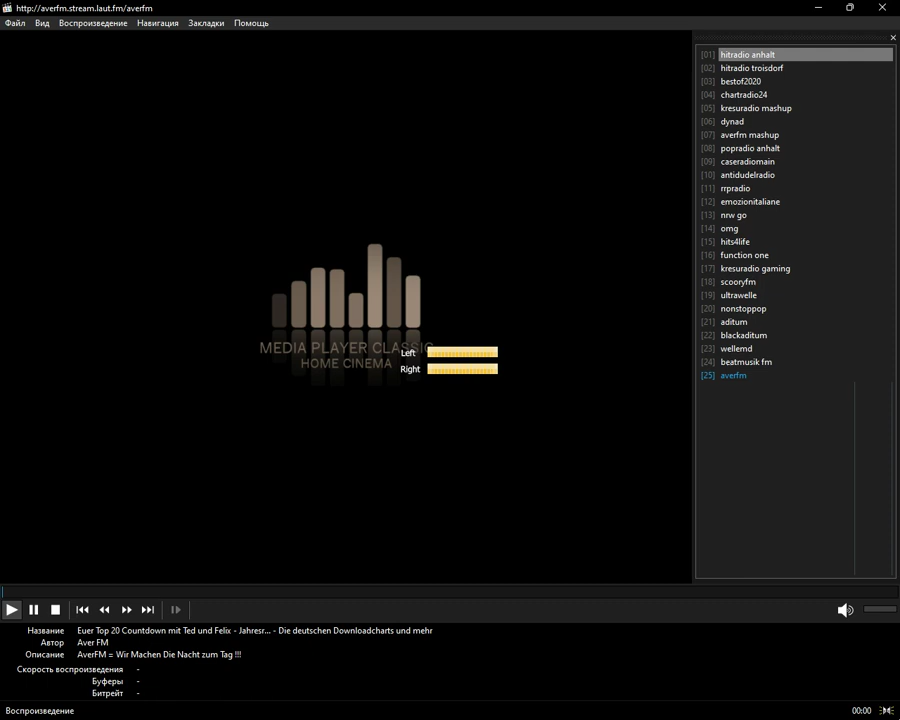 http://averfm.stream.laut.fm/averfm
Файл Вид Воспроизведение Навигация Закладки Помощь
[01] hitradio anhalt
[02] hitradio troisdorf
[03] bestof2020
[04] chartradio24
[05] kresuradio mashup
[06] dynad
[07] averfm mashup
[08] popradio anhalt
[09] caseradiomain
[10] antidudelradio
[11] rrpradio
[12] emozionitaliane
[13] nrw go
[14] omg
[15] hits4life
[16] function one
[17] kresuradio gaming
[18] scooryfm
[19] ultrawelle
[20] nonstoppop
[21] aditum
[22] blackaditum
[23] wellemd
[24] beatmusik fm
[25] averfm
MEDIA PLAYER CLASSIC
HOME CINEMA
Left
Right
Название Euer Top 20 Countdown mit Ted und Felix - Jahresr... - Die deutschen Downloadcharts und mehr
Автор Aver FM
Описание AverFM = Wir Machen Die Nacht zum Tag !!!
Скорость воспроизведения -
Буферы -
Битрейт -
Воспроизведение 00:00